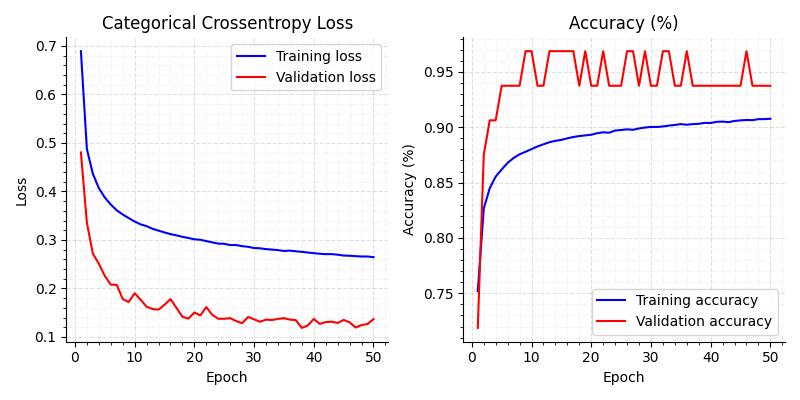 Categorical Crossentropy Loss
0.7
0.6
0.5
0.4
0.3
0.2
0.1
Loss
0
10
20
30
40
50
Epoch
Training loss
Validation loss
Accuracy (%)
0.95
0.90
0.85
0.80
0.75
Accuracy (%)
0
10
20
30
40
50
Epoch
Training accuracy
Validation accuracy